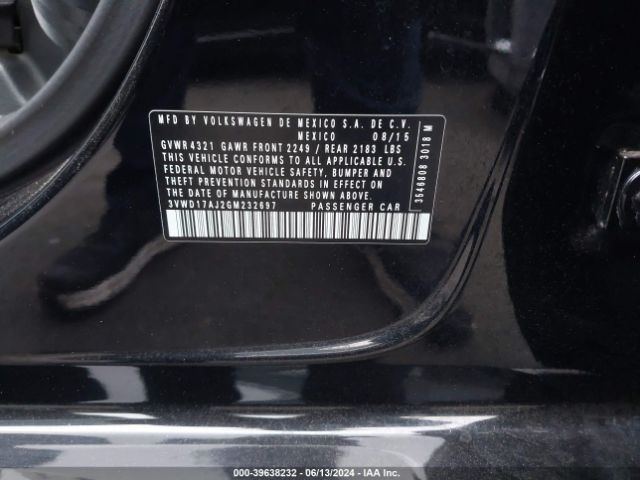 MFD BY VOLKSWAGEN DE MEXICO S.A. DE C.V.
MEXICO 08/15
GVWR 4321 GAWR FRONT 2249 / REAR 2183 LBS
THIS VEHICLE CONFORMS TO ALL APPLICABLE U.S.
FEDERAL MOTOR VEHICLE SAFETY, BUMPER AND
THEFT PREVENTION STANDARDS IN EFFECT ON
THE DATE OF MANUFACTURE SHOWN ABOVE.
3VWD17AJ2GM232697 PASSENGER CAR
3546808 3018 M
000-39638232 - 06/13/2024 - IAA Inc.